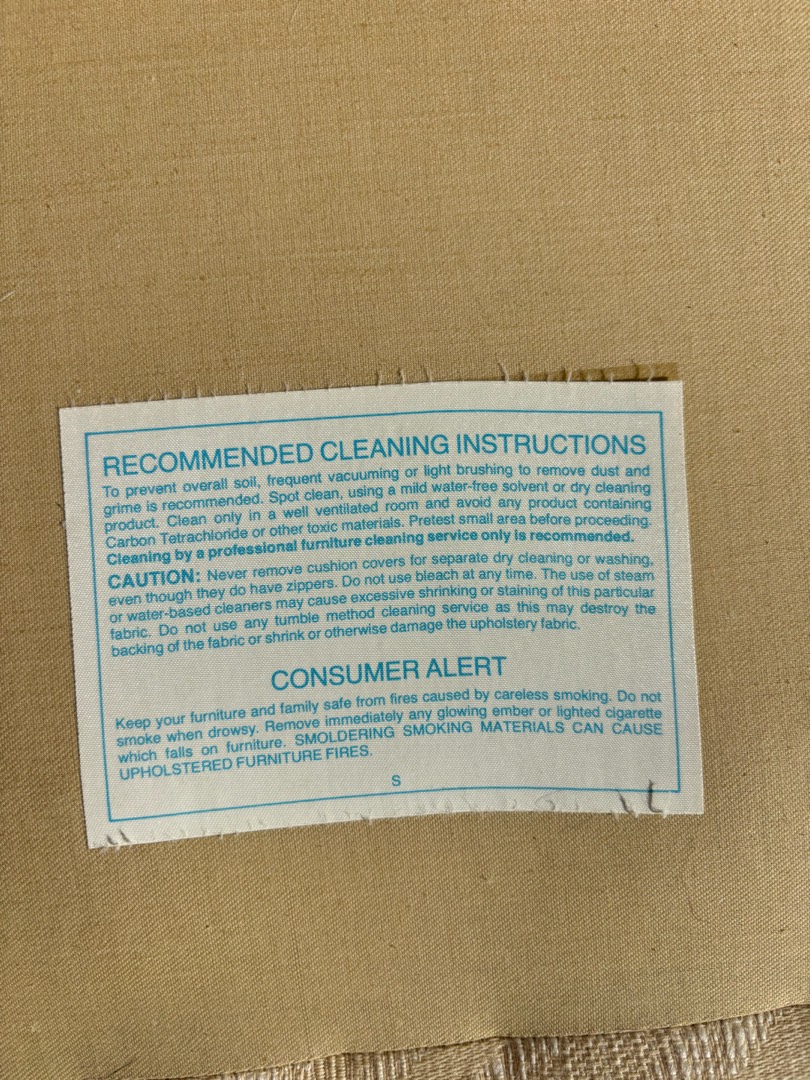 RECOMMENDED CLEANING INSTRUCTIONS
To prevent overall soil, frequent vacuuming or light brushing to remove dust and
grime is recommended. Spot clean, using a mild water-free solvent or dry cleaning
product. Clean only in a well ventilated room and avoid any product containing
Carbon Tetrachloride or other toxic materials. Pretest small area before proceeding.
Cleaning by a professional furniture cleaning service only is recommended.
CAUTION: Never remove cushion covers for separate dry cleaning or washing,
even though they do have zippers. Do not use bleach at any time. The use of steam
or water-based cleaners may cause excessive shrinking or staining of this particular
fabric. Do not use any tumble method cleaning service as this may destroy the
backing of the fabric or shrink or otherwise damage the upholstery fabric.
CONSUMER ALERT
Keep your furniture and family safe from fires caused by careless smoking. Do not
smoke when drowsy. Remove immediately any glowing ember or lighted cigarette
which falls on furniture. SMOLDERING SMOKING MATERIALS CAN CAUSE
UPHOLSTERED FURNITURE FIRES.
S